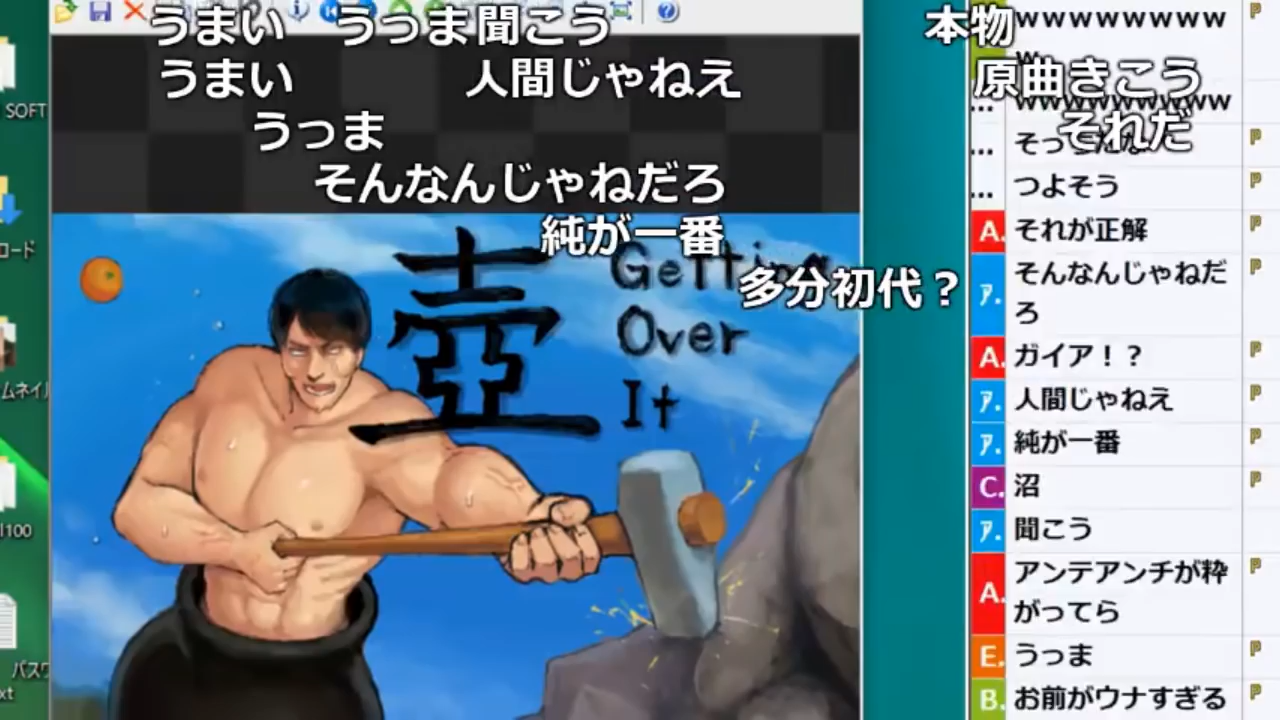 うまい うっま聞こう
うまい 人間じゃねえ
うっま
そんなんじゃねだろ
純が一番
多分初代？
本物
原曲きこう
それだ
壺
Getting
Over
It
SOFT
ロード
ムネイル
l100
パスワ
xt
wwwwwwwww
w
... wwwwwwwww
...
... つよそう
A. それが正解
ｱ. そんなんじゃねだ
ろ
A. ガイア！？
ｱ. 人間じゃねえ
ｱ. 純が一番
C. 沼
ｱ. 聞こう
A. アンテアンチが粋
がってら
E. うっま
B. お前がウナすぎる